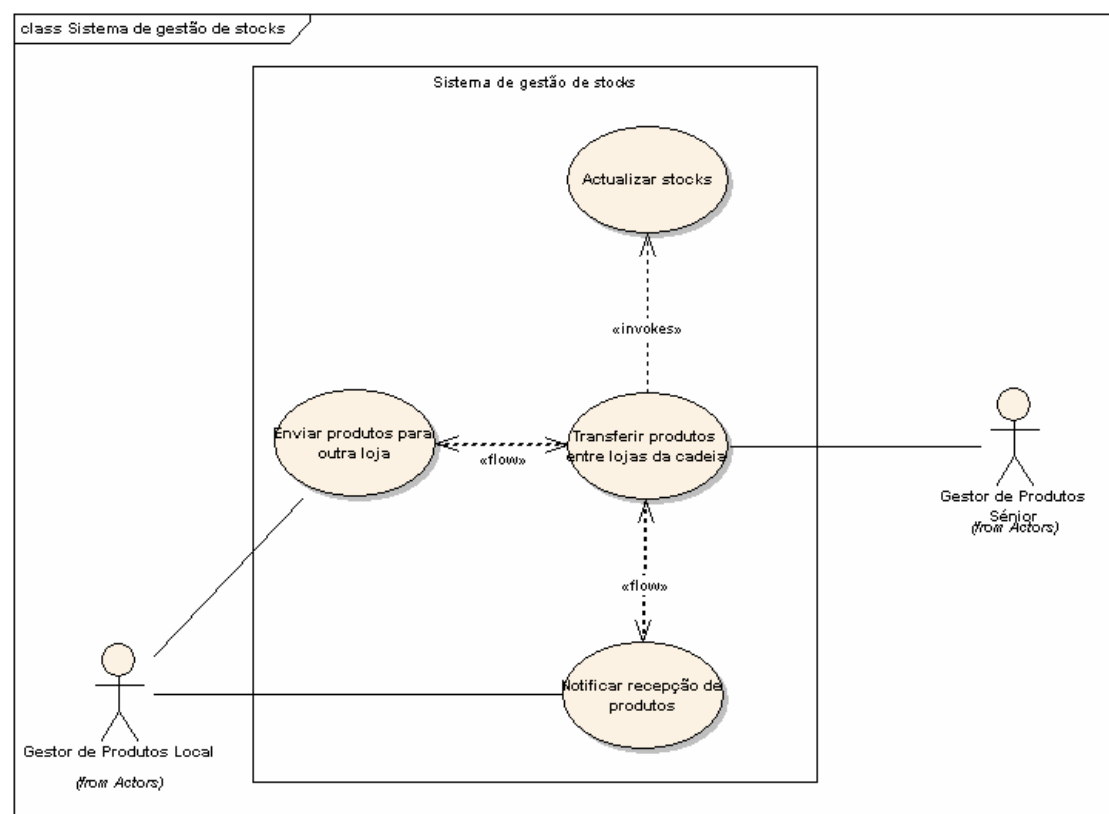 class Sistema de gestão de stocks
Sistema de gestão de stocks
Actualizar stocks
«invokes»
Enviar produtos para
outra loja
«flow»
Transferir produtos
entre lojas da cadeia
Gestor de Produtos
Sénior
(from Actors)
«flow»
Notificar recepção de
produtos
Gestor de Produtos Local
(from Actors)